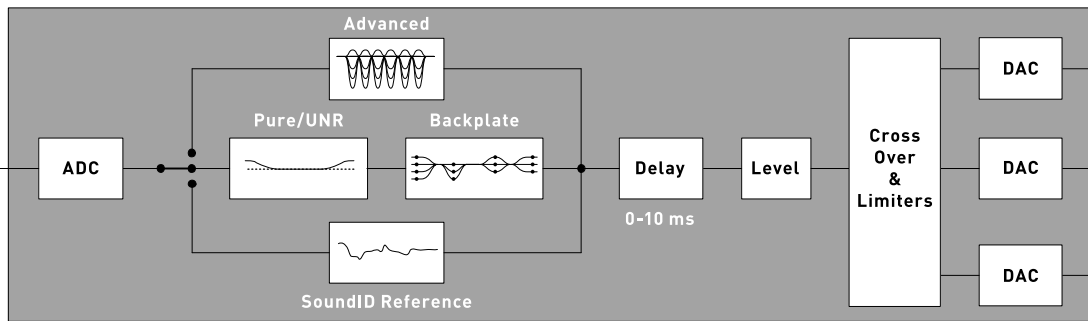 Advanced
DAC
Pure/UNR
Backplate
ADC
Delay
Level
Cross
Over
&
Limiters
DAC
0-10 ms
SoundID Reference
DAC